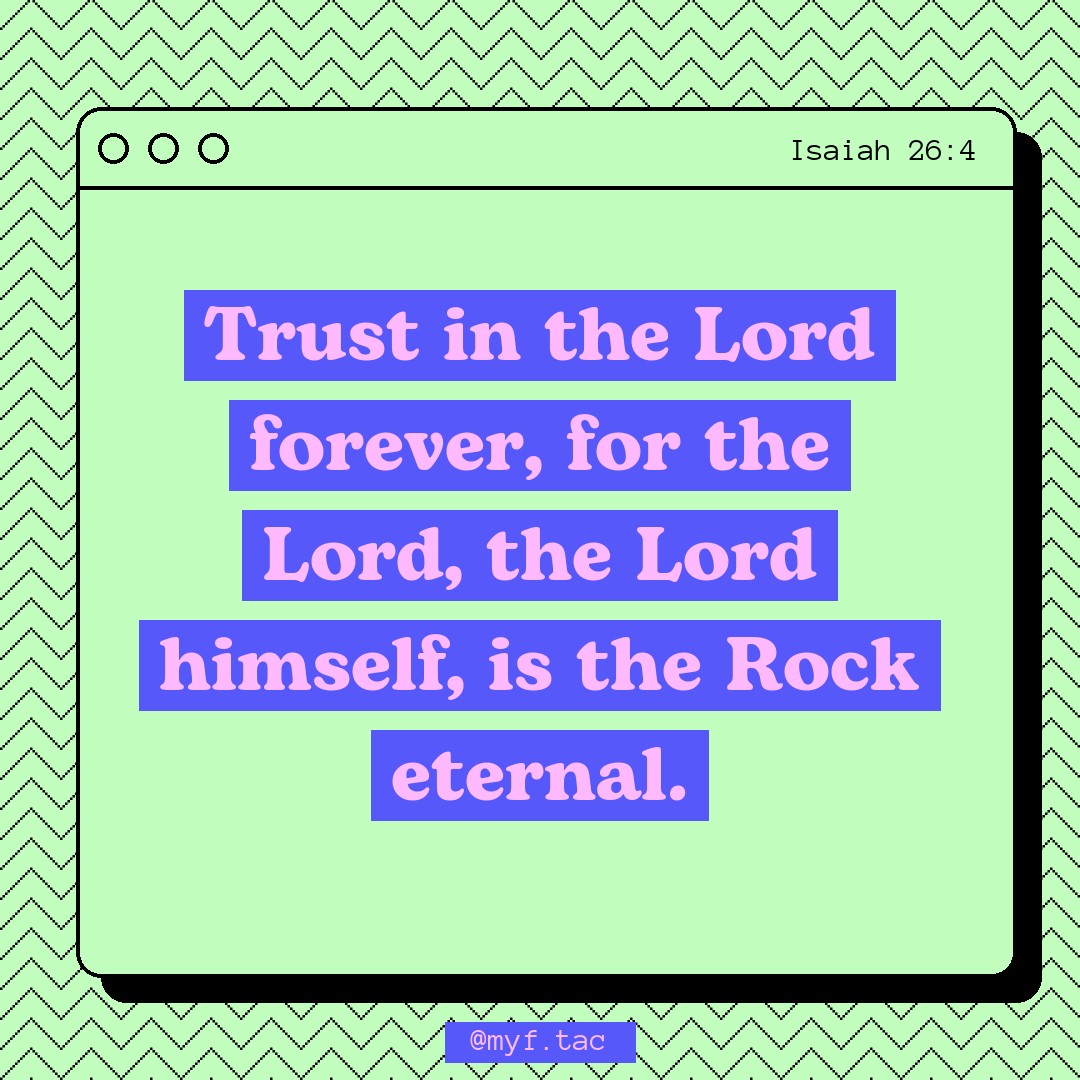 Isaiah 26:4
Trust in the Lord
forever, for the
Lord, the Lord
himself, is the Rock
eternal.
@myf.tac